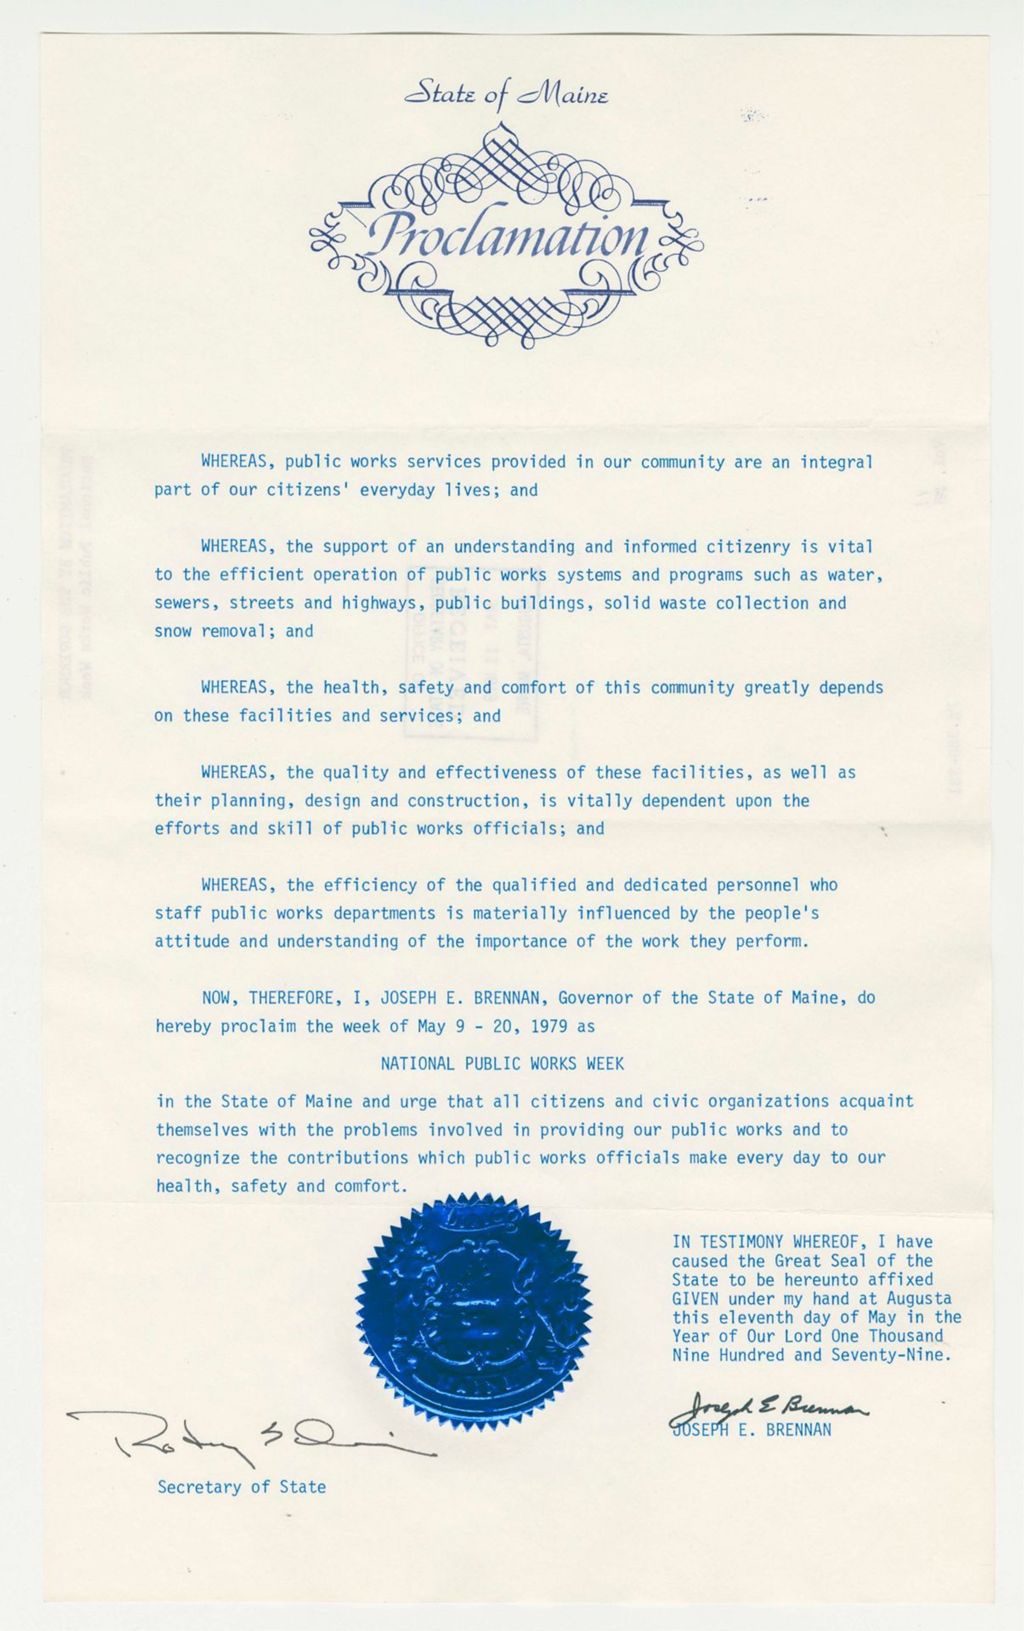 State of Maine
Proclamation
WHEREAS, public works services provided in our community are an integral
part of our citizens' everyday lives; and
WHEREAS, the support of an understanding and informed citizenry is vital
to the efficient operation of public works systems and programs such as water,
sewers, streets and highways, public buildings, solid waste collection and
snow removal; and
WHEREAS, the health, safety and comfort of this community greatly depends
on these facilities and services; and
WHEREAS, the quality and effectiveness of these facilities, as well as
their planning, design and construction, is vitally dependent upon the
efforts and skill of public works officials; and
WHEREAS, the efficiency of the qualified and dedicated personnel who
staff public works departments is materially influenced by the people's
attitude and understanding of the importance of the work they perform.
NOW, THEREFORE, I, JOSEPH E. BRENNAN, Governor of the State of Maine, do
hereby proclaim the week of May 9 - 20, 1979 as
NATIONAL PUBLIC WORKS WEEK
in the State of Maine and urge that all citizens and civic organizations acquaint
themselves with the problems involved in providing our public works and to
recognize the contributions which public works officials make every day to our
health, safety and comfort.
IN TESTIMONY WHEREOF, I have
caused the Great Seal of the
State to be hereunto affixed
GIVEN under my hand at Augusta
this eleventh day of May in the
Year of Our Lord One Thousand
Nine Hundred and Seventy-Nine.
MAINE
Joseph E Brennan
JOSEPH E. BRENNAN
Secretary of State